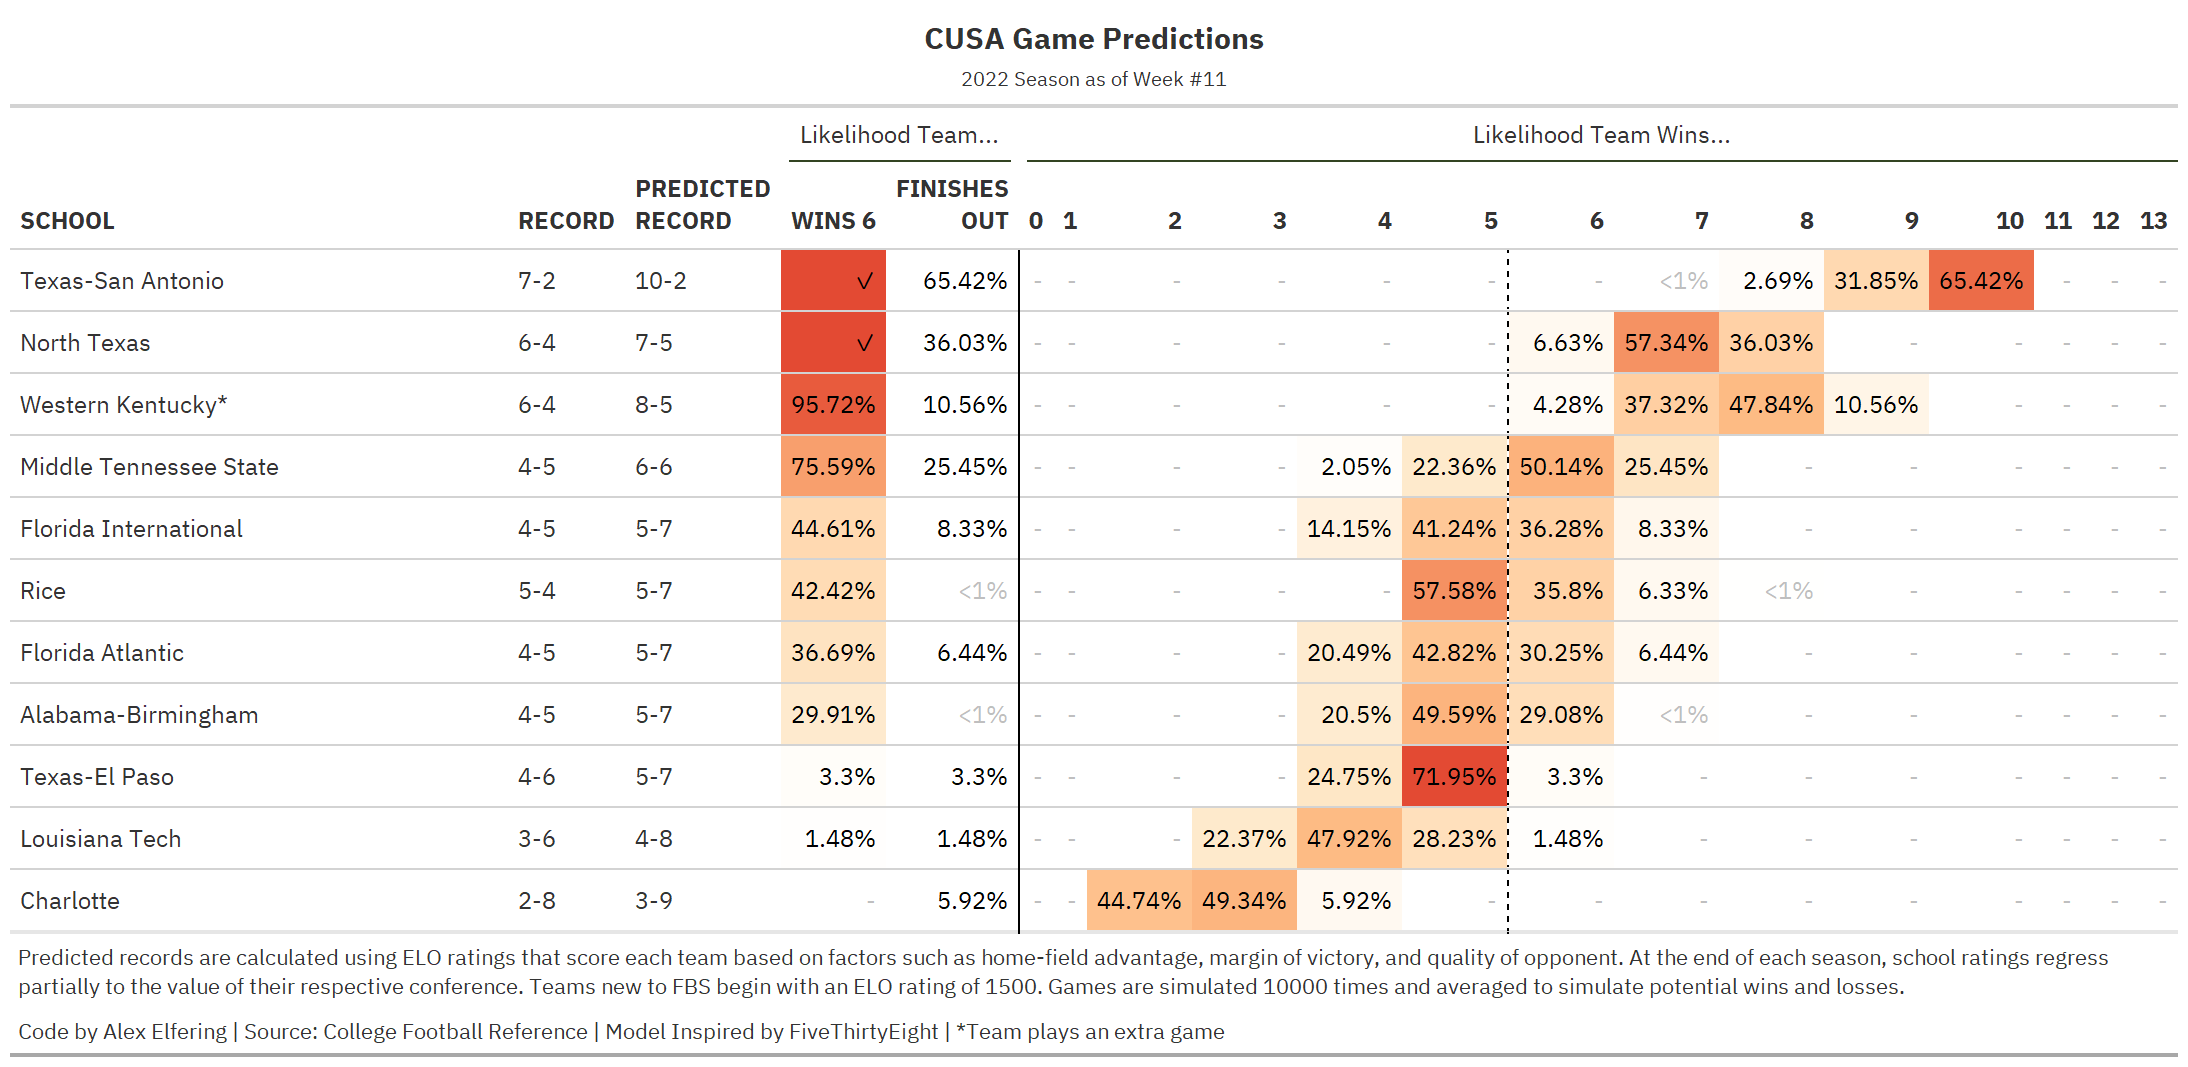 CUSA Game Predictions
2022 Season as of Week #11
Likelihood Team... Likelihood Team Wins...
PREDICTED FINISHES
SCHOOL RECORD RECORD WINS 6 OUT 0 1 2 3 4 5 6 7 8 9 10 11 12 13
Texas-San Antonio 7-2 10-2 ✓ 65.42% - - - - - - - <1% 2.69% 31.85% 65.42% - - -
North Texas 6-4 7-5 ✓ 36.03% - - - - - - 6.63% 57.34% 36.03% - - - - -
Western Kentucky* 6-4 8-5 95.72% 10.56% - - - - - - 4.28% 37.32% 47.84% 10.56% - - - -
Middle Tennessee State 4-5 6-6 75.59% 25.45% - - - - 2.05% 22.36% 50.14% 25.45% - - - - - -
Florida International 4-5 5-7 44.61% 8.33% - - - - 14.15% 41.24% 36.28% 8.33% - - - - - -
Rice 5-4 5-7 42.42% <1% - - - - - 57.58% 35.8% 6.33% <1% - - - - -
Florida Atlantic 4-5 5-7 36.69% 6.44% - - - - 20.49% 42.82% 30.25% 6.44% - - - - - -
Alabama-Birmingham 4-5 5-7 29.91% <1% - - - - 20.5% 49.59% 29.08% <1% - - - - - -
Texas-El Paso 4-6 5-7 3.3% 3.3% - - - - 24.75% 71.95% 3.3% - - - - - - -
Louisiana Tech 3-6 4-8 1.48% 1.48% - - - 22.37% 47.92% 28.23% 1.48% - - - - - - -
Charlotte 2-8 3-9 - 5.92% - - 44.74% 49.34% 5.92% - - - - - - - - -
Predicted records are calculated using ELO ratings that score each team based on factors such as home-field advantage, margin of victory, and quality of opponent. At the end of each season, school ratings regress
partially to the value of their respective conference. Teams new to FBS begin with an ELO rating of 1500. Games are simulated 10000 times and averaged to simulate potential wins and losses.
Code by Alex Elfering | Source: College Football Reference | Model Inspired by FiveThirtyEight | *Team plays an extra game